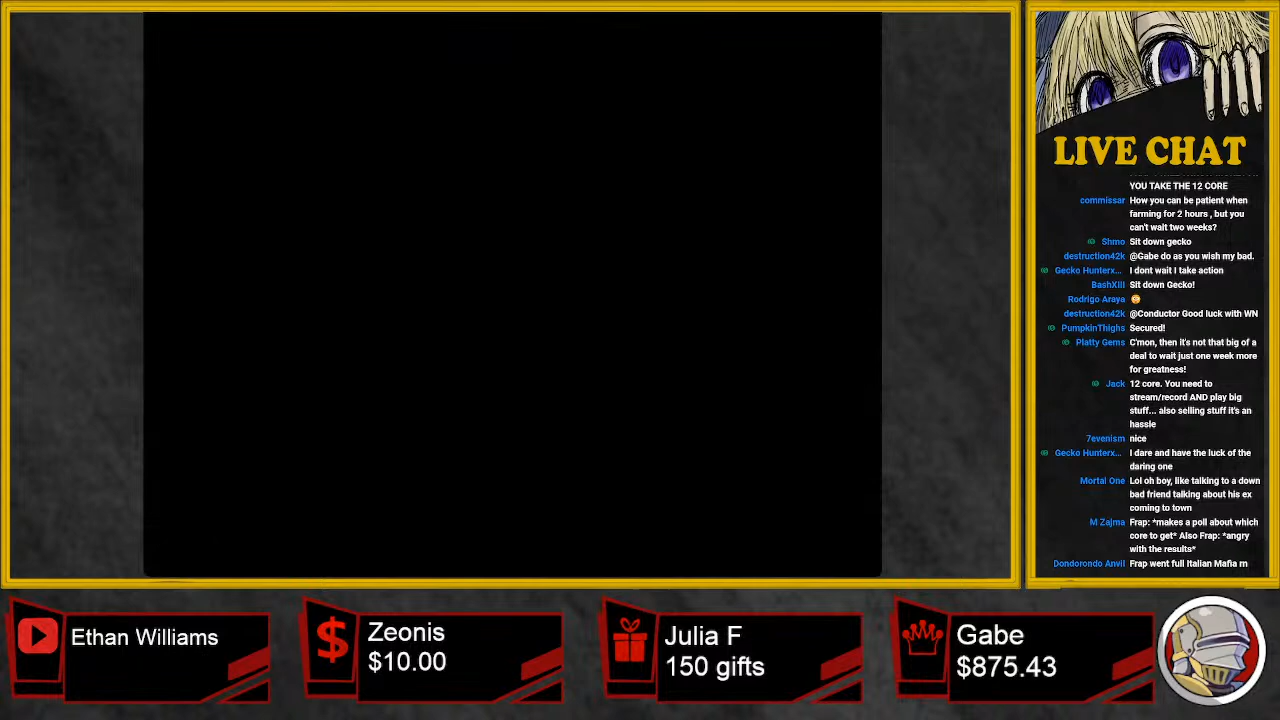 LIVE CHAT
YOU TAKE THE 12 CORE
commissar How you can be patient when
farming for 2 hours , but you
can't wait two weeks?
Shmo Sit down gecko
destruction42k @Gabe do as you wish my bad.
Gecko Hunterx... I dont wait I take action
BashXIII Sit down Gecko!
Rodrigo Araya
destruction42k @Conductor Good luck with WN
PumpkinThighs Secured!
Platty Gems C'mon, then it's not that big of a
deal to wait just one week more
for greatness!
Jack 12 core. You need to
stream/record AND play big
stuff... also selling stuff it's an
hassle
7evenism nice
Gecko Hunterx... I dare and have the luck of the
daring one
Mortal One Lol oh boy, like talking to a down
bad friend talking about his ex
coming to town
M Zajma Frap: *makes a poll about which
core to get* Also Frap: *angry
with the results*
Dondorondo Anvil Frap went full Italian Mafia rn
Ethan Williams
Zeonis
$10.00
Julia F
150 gifts
Gabe
$875.43